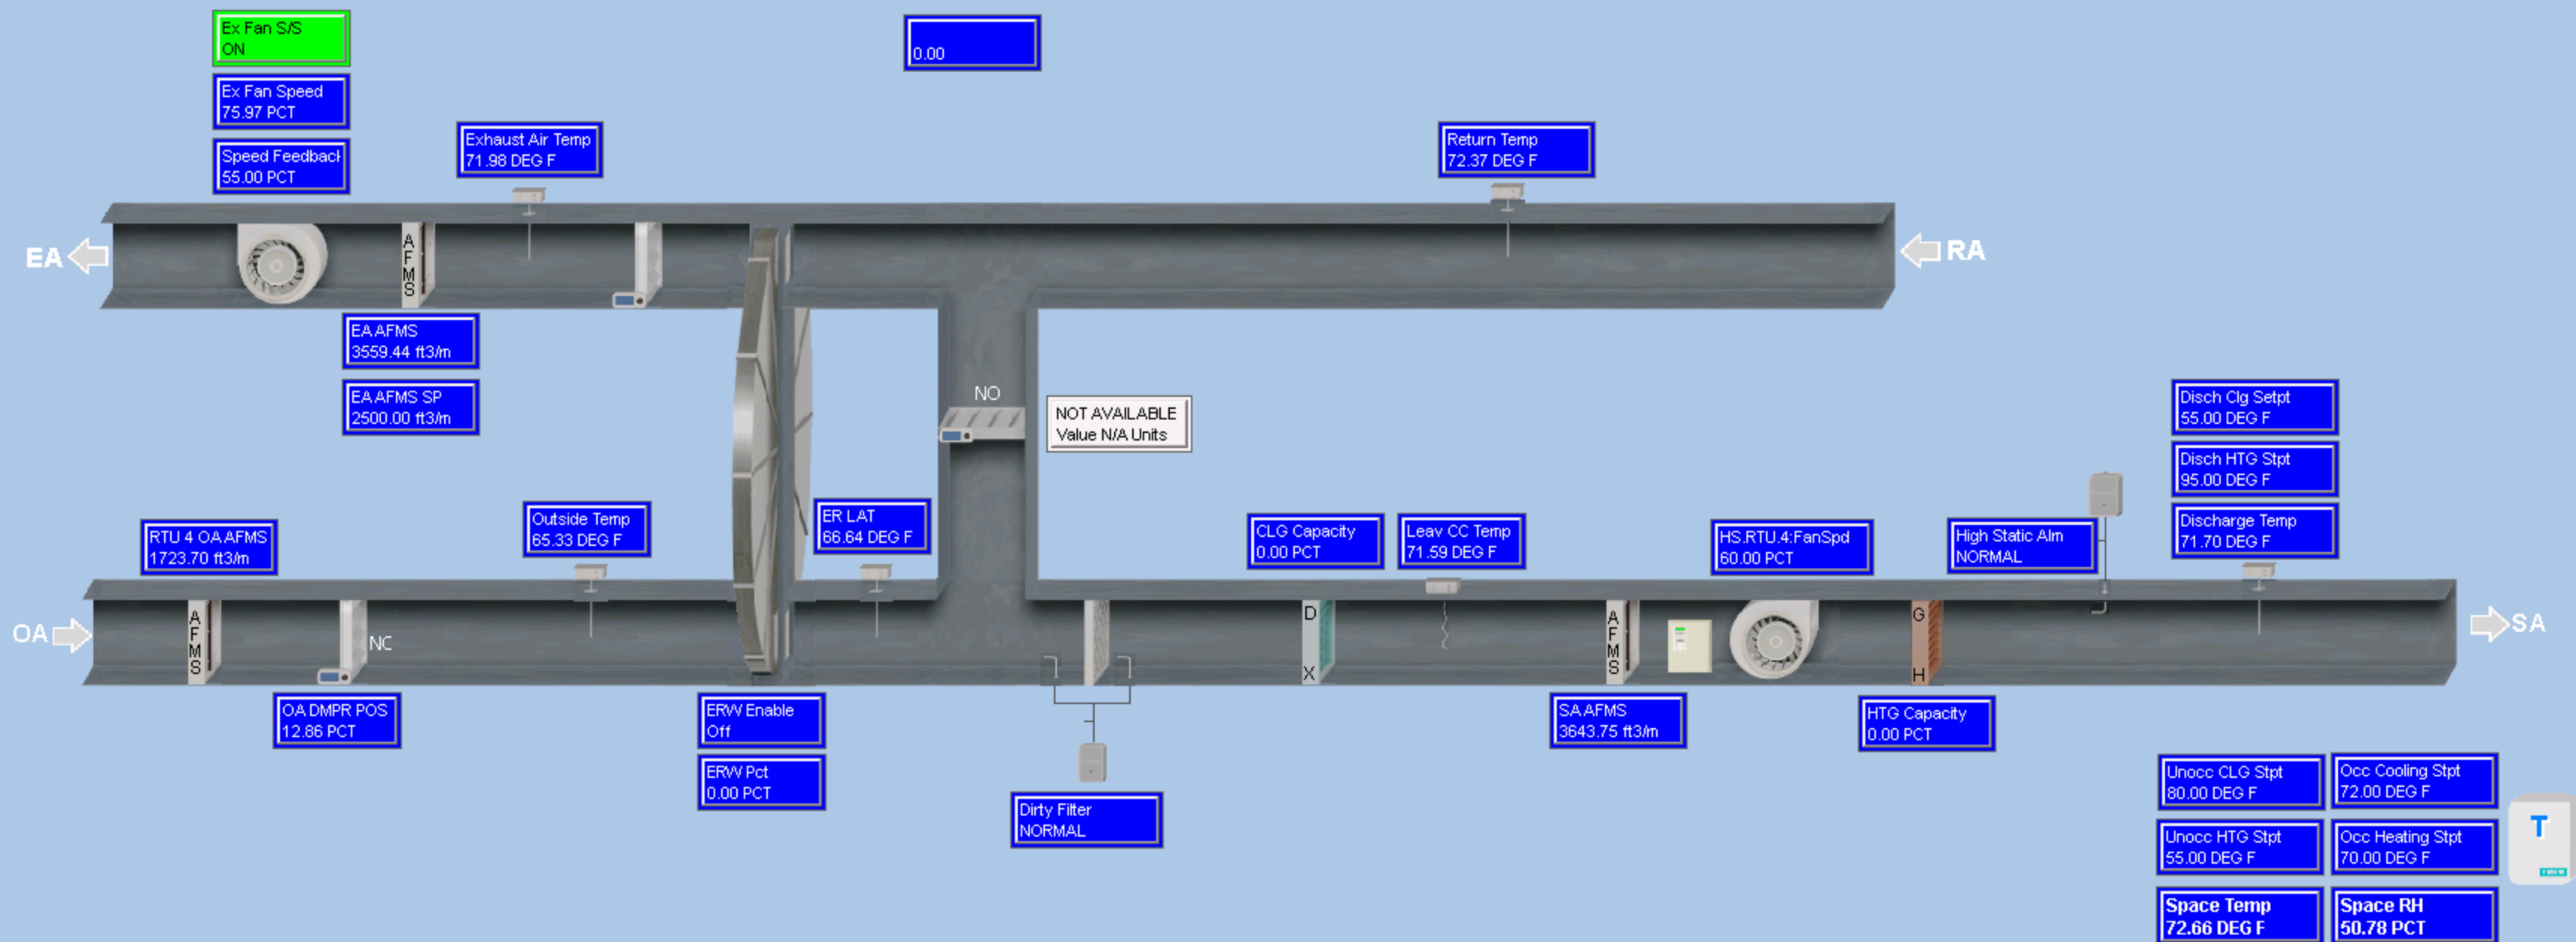 Ex Fan S/S
ON
0.00
Ex Fan Speed
75.97 PCT
Speed Feedback
55.00 PCT
Exhaust Air Temp
71.98 DEG F
Return Temp
72.37 DEG F
EA
AFMS
RA
EA AFMS
3559.44 ft3/m
EA AFMS SP
2500.00 ft3/m
NO
NOT AVAILABLE
Value N/A Units
Disch Clg Setpt
55.00 DEG F
Disch HTG Stpt
95.00 DEG F
Discharge Temp
71.70 DEG F
RTU 4 OA AFMS
1723.70 ft3/m
Outside Temp
65.33 DEG F
ER LAT
66.64 DEG F
CLG Capacity
0.00 PCT
Leav CC Temp
71.59 DEG F
HS.RTU.4:FanSpd
60.00 PCT
High Static Alm
NORMAL
OA
AFMS
NC
DX
AFMS
GH
SA
OA DMPR POS
12.86 PCT
ERW Enable
Off
ERW Pct
0.00 PCT
SA AFMS
3643.75 ft3/m
HTG Capacity
0.00 PCT
Dirty Filter
NORMAL
Unocc CLG Stpt
80.00 DEG F
Occ Cooling Stpt
72.00 DEG F
Unocc HTG Stpt
55.00 DEG F
Occ Heating Stpt
70.00 DEG F
T
Space Temp
72.66 DEG F
Space RH
50.78 PCT